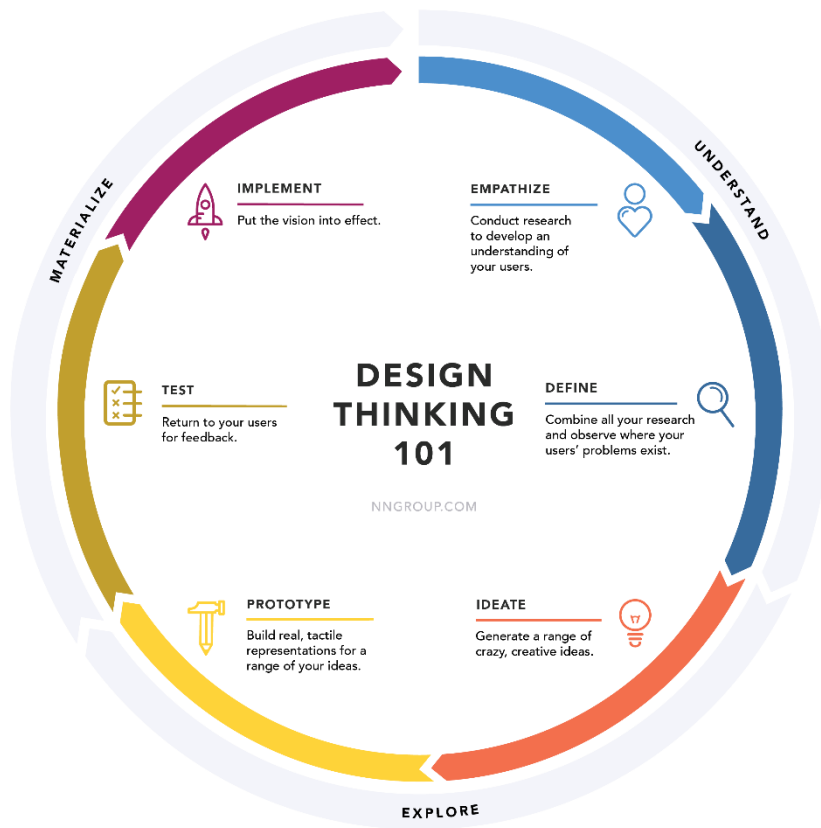 DESIGN
THINKING
101
NNGROUP.COM
UNDERSTAND
EMPATHIZE
Conduct research
to develop an
understanding of
your users.
DEFINE
Combine all your research
and observe where your
users' problems exist.
EXPLORE
IDEATE
Generate a range of
crazy, creative ideas.
PROTOTYPE
Build real, tactile
representations for a
range of your ideas.
MATERIALIZE
TEST
Return to your users
for feedback.
IMPLEMENT
Put the vision into effect.